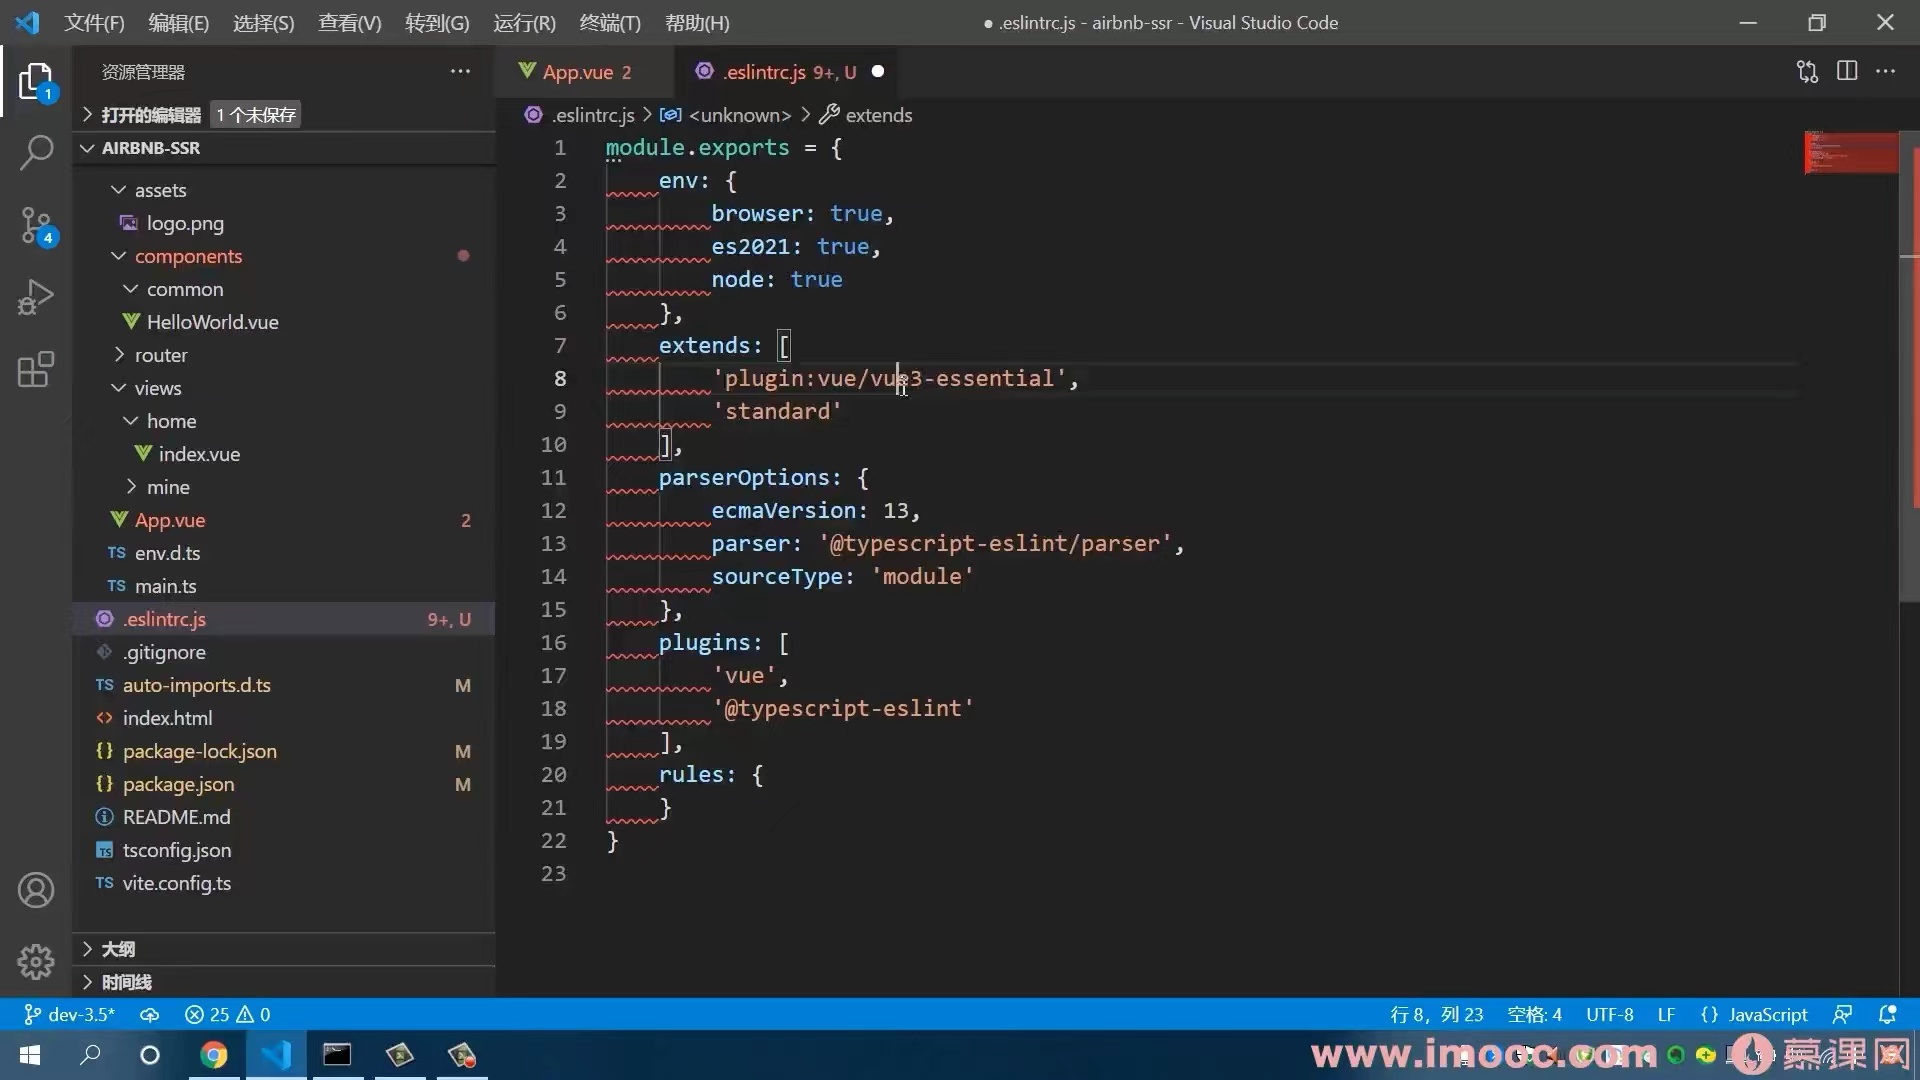 文件(F) 编辑(E) 选择(S) 查看(V) 转到(G) 运行(R) 终端(T) 帮助(H) ● .eslintrc.js - airbnb-ssr - Visual Studio Code
资源管理器
打开的编辑器 1 个未保存
AIRBNB-SSR
assets
logo.png
components
common
HelloWorld.vue
router
views
home
index.vue
mine
App.vue 2
TS env.d.ts
TS main.ts
.eslintrc.js 9+, U
.gitignore
TS auto-imports.d.ts M
<> index.html
{} package-lock.json M
{} package.json M
README.md
TS tsconfig.json
TS vite.config.ts
大纲
时间线
1
4
App.vue 2
.eslintrc.js 9+, U ●
.eslintrc.js > <unknown> > extends
1 module.exports = {
2 env: {
3 browser: true,
4 es2021: true,
5 node: true
6 },
7 extends: [
8 'plugin:vue/vue3-essential',
9 'standard'
10 ],
11 parserOptions: {
12 ecmaVersion: 13,
13 parser: '@typescript-eslint/parser',
14 sourceType: 'module'
15 },
16 plugins: [
17 'vue',
18 '@typescript-eslint'
19 ],
20 rules: {
21 }
22 }
23
dev-3.5* 25 0 行 8，列 23 空格: 4 UTF-8 LF {} JavaScript
www.imooc.com 慕课网